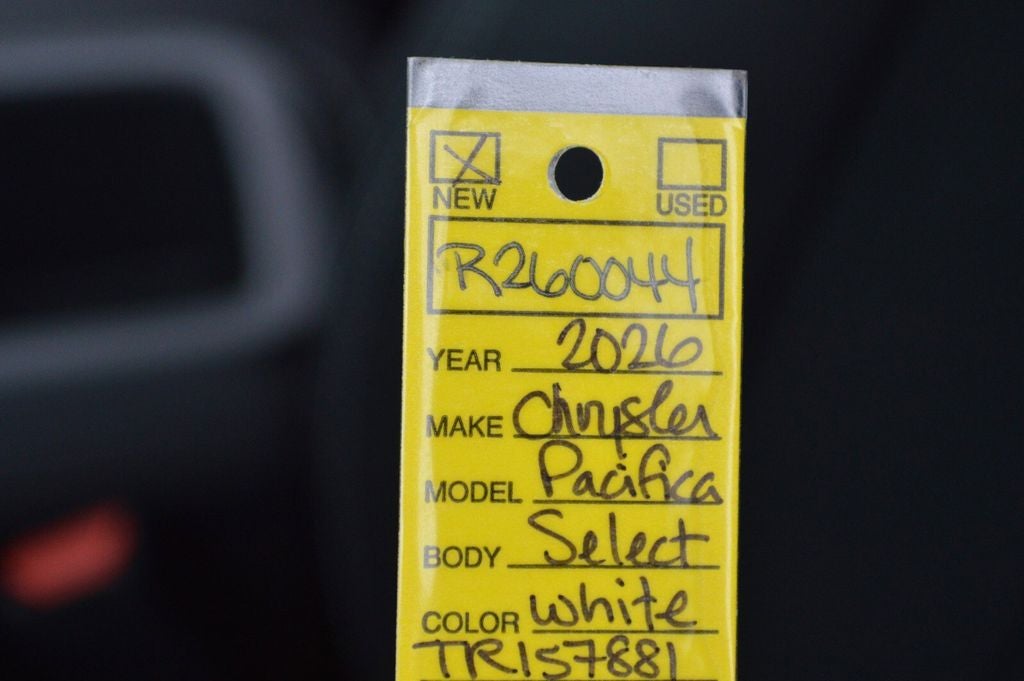 X
NEW USED
R260044
YEAR 2026
MAKE Chrysler
MODEL Pacifica
BODY Select
COLOR white
TR157881